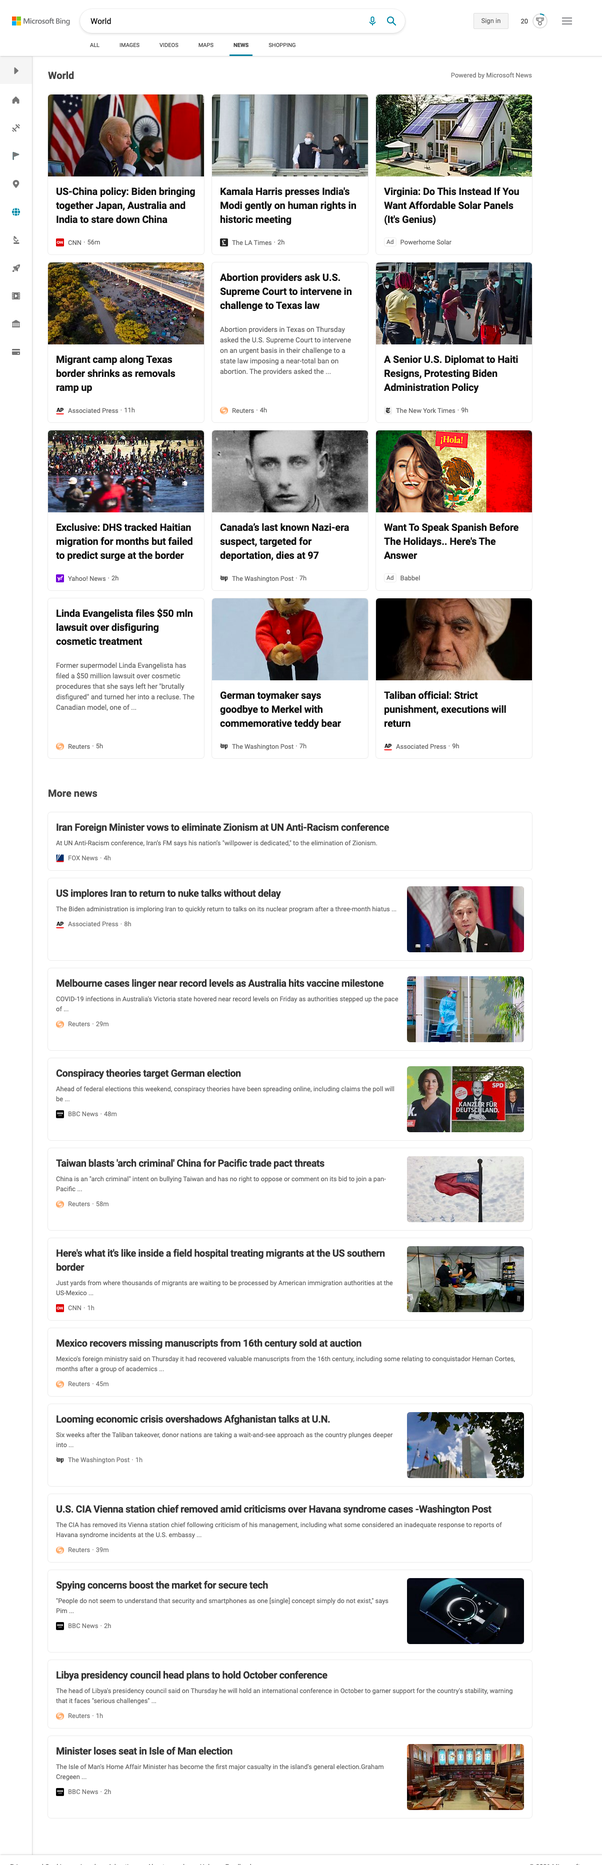 Microsoft Bing
World
Sign in
20
ALL
IMAGES
VIDEOS
MAPS
NEWS
SHOPPING
World
Powered by Microsoft News
US-China policy: Biden bringing
together Japan, Australia and
India to stare down China
CNN · 56m
Kamala Harris presses India's
Modi gently on human rights in
historic meeting
The LA Times · 2h
Virginia: Do This Instead If You
Want Affordable Solar Panels
(It's Genius)
Ad Powerhome Solar
Migrant camp along Texas
border shrinks as removals
ramp up
AP Associated Press · 11h
Abortion providers ask U.S.
Supreme Court to intervene in
challenge to Texas law
Abortion providers in Texas on Thursday
asked the U.S. Supreme Court to intervene
on an urgent basis in their challenge to a
state law imposing a near-total ban on
abortion. The providers asked the ...
Reuters · 4h
A Senior U.S. Diplomat to Haiti
Resigns, Protesting Biden
Administration Policy
The New York Times · 9h
Exclusive: DHS tracked Haitian
migration for months but failed
to predict surge at the border
Yahoo! News · 2h
Canada's last known Nazi-era
suspect, targeted for
deportation, dies at 97
wp The Washington Post · 7h
¡Hola!
Want To Speak Spanish Before
The Holidays.. Here's The
Answer
Ad Babbel
Linda Evangelista files $50 mln
lawsuit over disfiguring
cosmetic treatment
Former supermodel Linda Evangelista has
filed a $50 million lawsuit over cosmetic
procedures that she says left her "brutally
disfigured" and turned her into a recluse. The
Canadian model, one of ...
Reuters · 5h
German toymaker says
goodbye to Merkel with
commemorative teddy bear
wp The Washington Post · 7h
Taliban official: Strict
punishment, executions will
return
AP Associated Press · 9h
More news
Iran Foreign Minister vows to eliminate Zionism at UN Anti-Racism conference
At UN Anti-Racism conference, Iran's FM says his nation's "willpower is dedicated," to the elimination of Zionism.
FOX News · 4h
US implores Iran to return to nuke talks without delay
The Biden administration is imploring Iran to quickly return to talks on its nuclear program after a three-month hiatus ...
AP Associated Press · 8h
Melbourne cases linger near record levels as Australia hits vaccine milestone
COVID-19 infections in Australia's Victoria state hovered near record levels on Friday as authorities stepped up the pace
of ...
Reuters · 29m
Conspiracy theories target German election
Ahead of federal elections this weekend, conspiracy theories have been spreading online, including claims the poll will
be ...
BBC News · 48m
SPD
KANZLER FÜR
DEUTSCHLAND.
Taiwan blasts 'arch criminal' China for Pacific trade pact threats
China is an "arch criminal" intent on bullying Taiwan and has no right to oppose or comment on its bid to join a pan-
Pacific ...
Reuters · 58m
Here's what it's like inside a field hospital treating migrants at the US southern
border
Just yards from where thousands of migrants are waiting to be processed by American immigration authorities at the
US-Mexico ...
CNN · 1h
Mexico recovers missing manuscripts from 16th century sold at auction
Mexico's foreign ministry said on Thursday it had recovered valuable manuscripts from the 16th century, including some relating to conquistador Hernan Cortes,
months after a group of academics ...
Reuters · 45m
Looming economic crisis overshadows Afghanistan talks at U.N.
Six weeks after the Taliban takeover, donor nations are taking a wait-and-see approach as the country plunges deeper
into ...
wp The Washington Post · 1h
U.S. CIA Vienna station chief removed amid criticisms over Havana syndrome cases -Washington Post
The CIA has removed its Vienna station chief following criticism of his management, including what some considered an inadequate response to reports of
Havana syndrome incidents at the U.S. embassy ...
Reuters · 39m
Spying concerns boost the market for secure tech
"People do not seem to understand that security and smartphones as one [single] concept simply do not exist," says
Pim ...
BBC News · 2h
Libya presidency council head plans to hold October conference
The head of Libya's presidency council said on Thursday he will hold an international conference in October to garner support for the country's stability, warning
that it faces "serious challenges" ...
Reuters · 1h
Minister loses seat in Isle of Man election
The Isle of Man's Home Affair Minister has become the first major casualty in the island's general election.Graham
Cregeen ...
BBC News · 2h